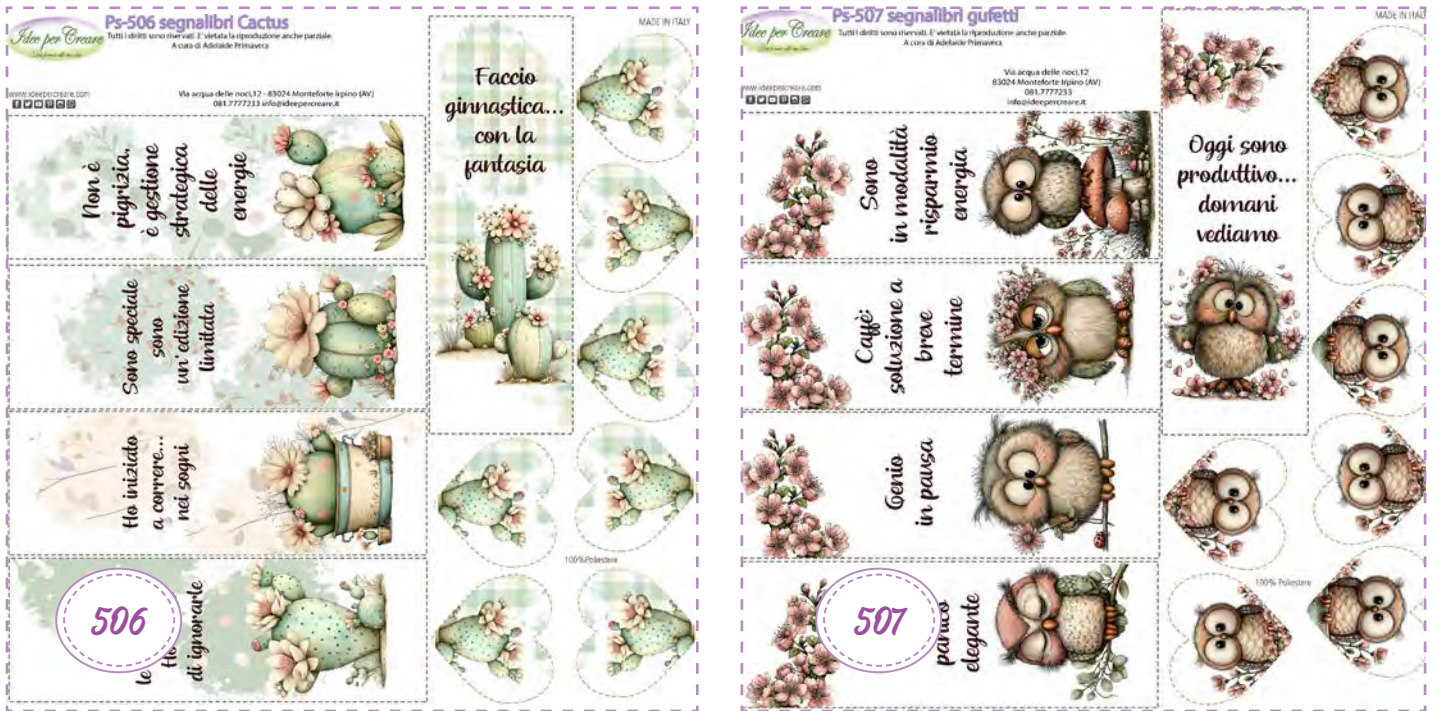 Ps-506 segnalibri Cactus
Idee per Creare
Tutti i diritti sono riservati. E' vietata la riproduzione anche parziale.
A cura di Adelaide Primavera
MADE IN ITALY
www.ideepercreare.com
Via acqua delle noci,12 - 83024 Monteforte Irpino (AV)
081.7777233 info@ideepercreare.it
Faccio
ginnastica...
con la
fantasia
Non è
pigrizia,
è gestione
strategica
delle
energie
Sono speciale
sono
un'edizione
limitata
Ho iniziato
a correre...
nei sogni
di ignorarle
506
100%Poliestere
Ps-507 segnalibri gufetti
Idee per Creare
Tutti i diritti sono riservati. E' vietata la riproduzione anche parziale.
A cura di Adelaide Primavera
MADE IN ITALY
www.ideepercreare.com
Via acqua delle noci,12
83024 Monteforte Irpino (AV)
081.7777233
info@ideepercreare.it
Oggi sono
produttivo...
domani
vediamo
Sono
in modalità
risparmio
energia
Caffè:
soluzione a
breve
termine
Genio
in pausa
panico
elegante
507
100% Poliestere